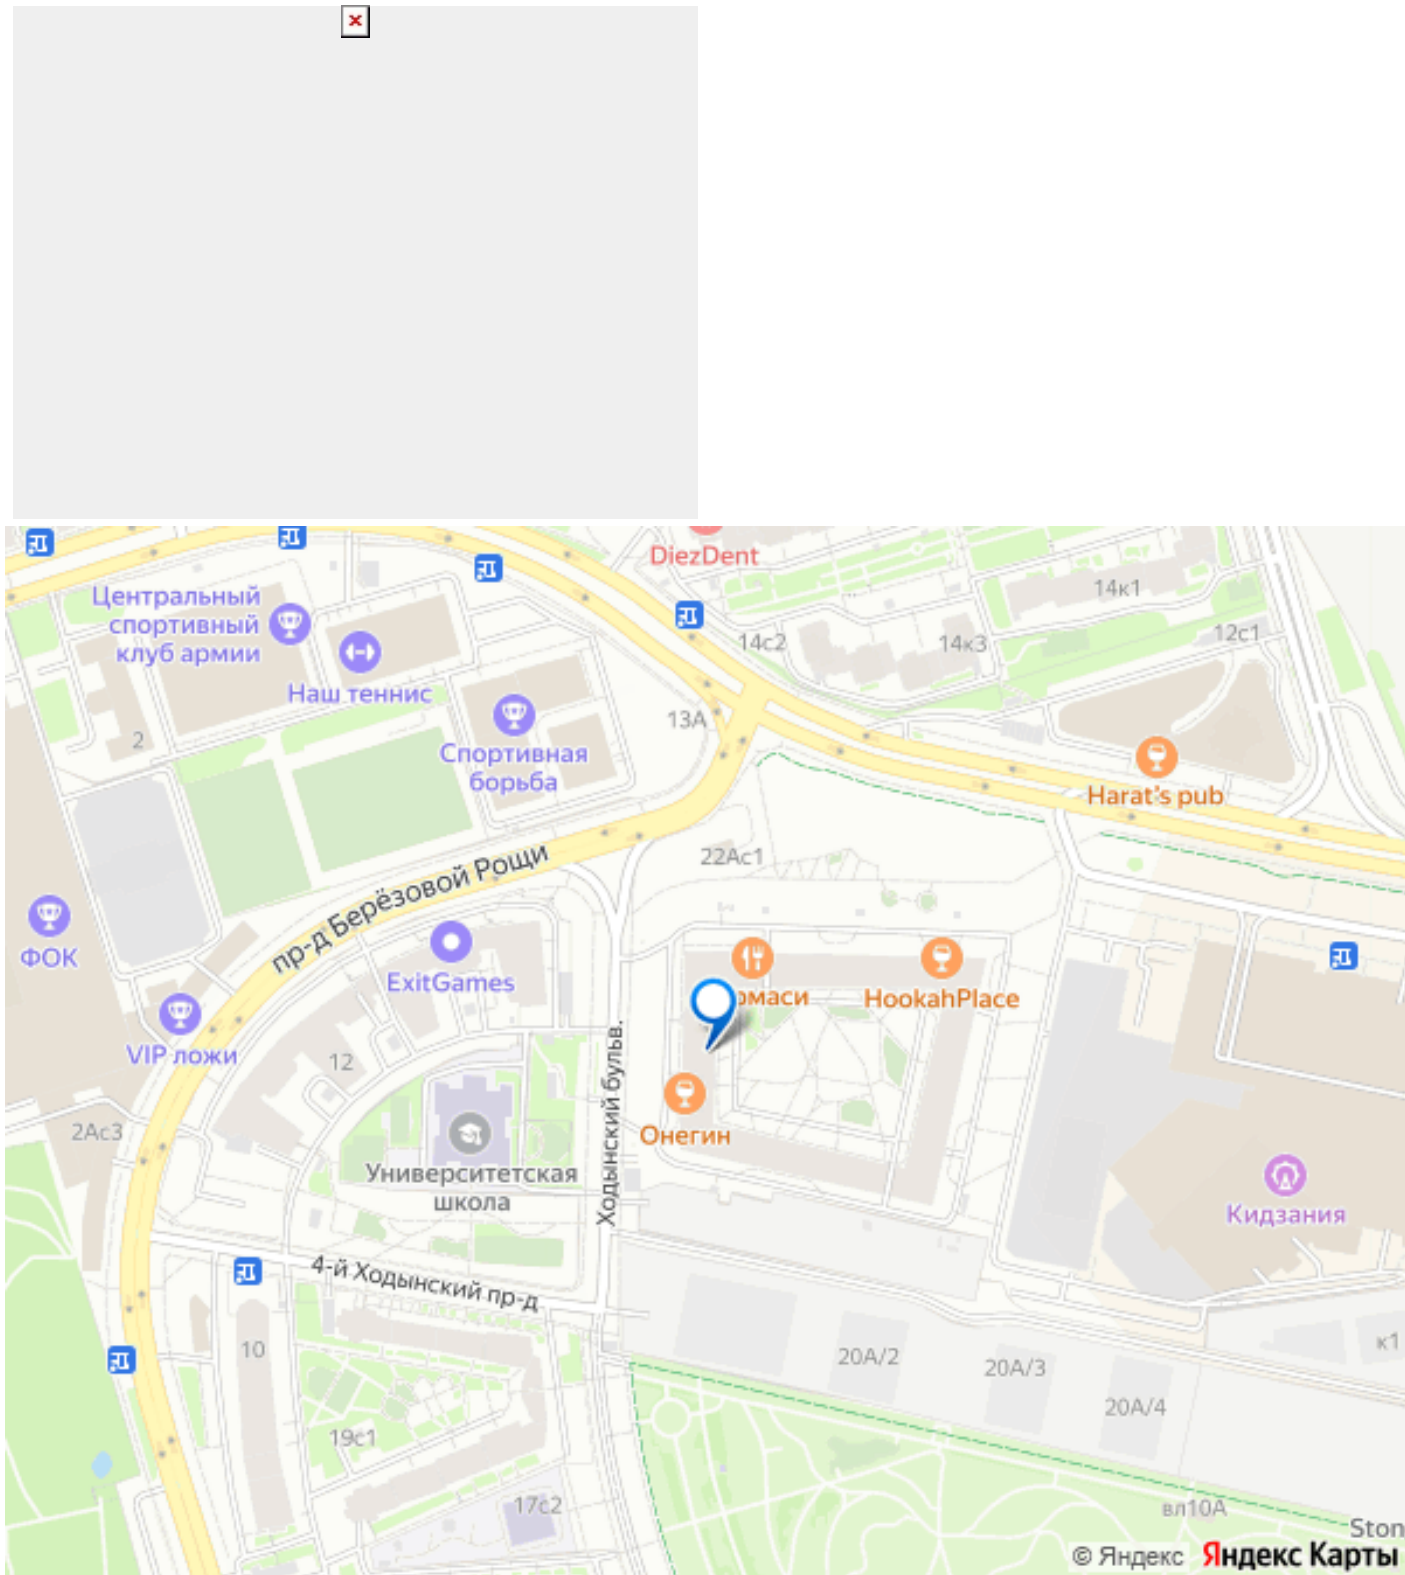 DiezDent
14к1
Центральный
спортивный
клуб армии
12с1
14с2
14к3
Наш теннис
13А
2
Спортивная
борьба
Harat's pub
22Ас1
пр-д Берёзовой Рощи
ФОК
ExitGames
омаси
HookahPlace
VIP ложи
12
Ходынский бульв.
2Ас3
Онегин
Университетская
школа
Кидзания
4-й Ходынский пр-д
10
к1
20А/2
20А/3
20А/4
19с1
17с2
вл10А
Ston
© Яндекс Яндекс Карты